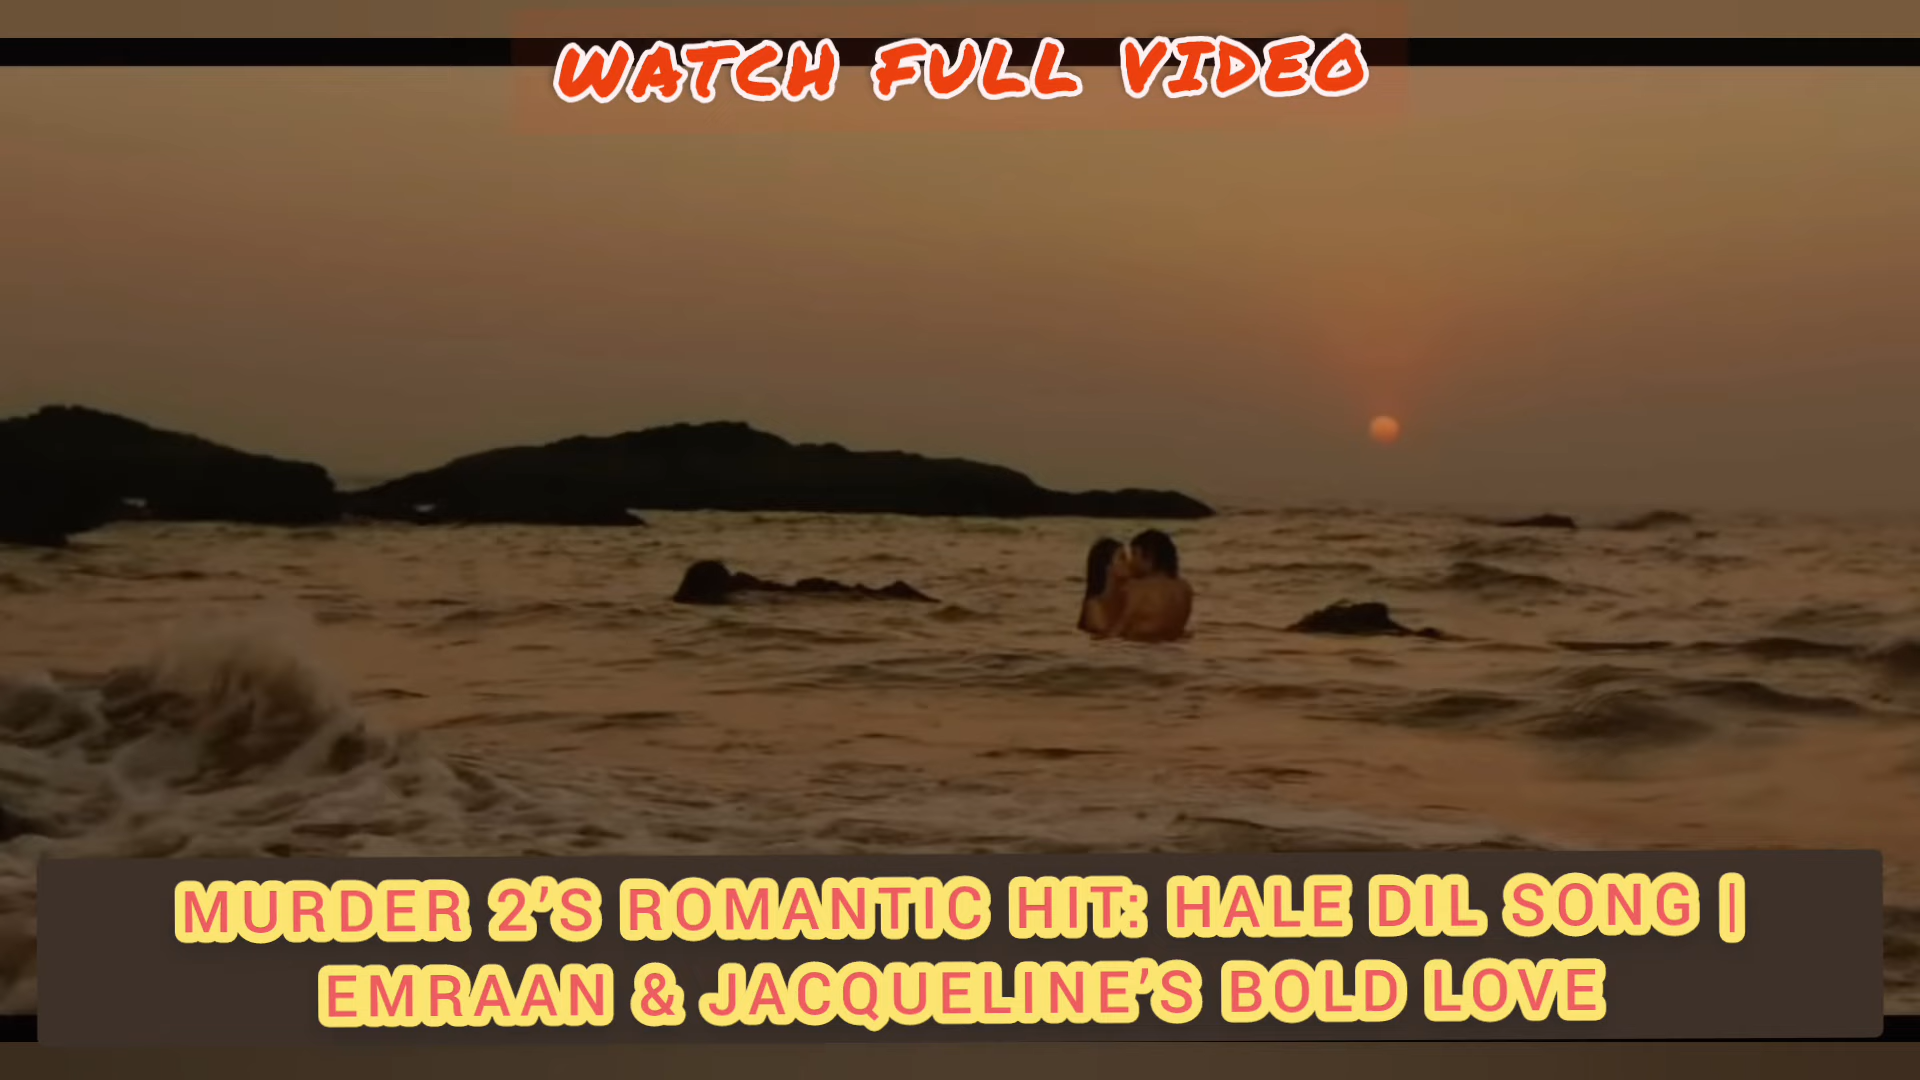 WATCH FULL VIDEO
MURDER 2’S ROMANTIC HIT: HALE DIL SONG |
EMRAAN & JACQUELINE’S BOLD LOVE